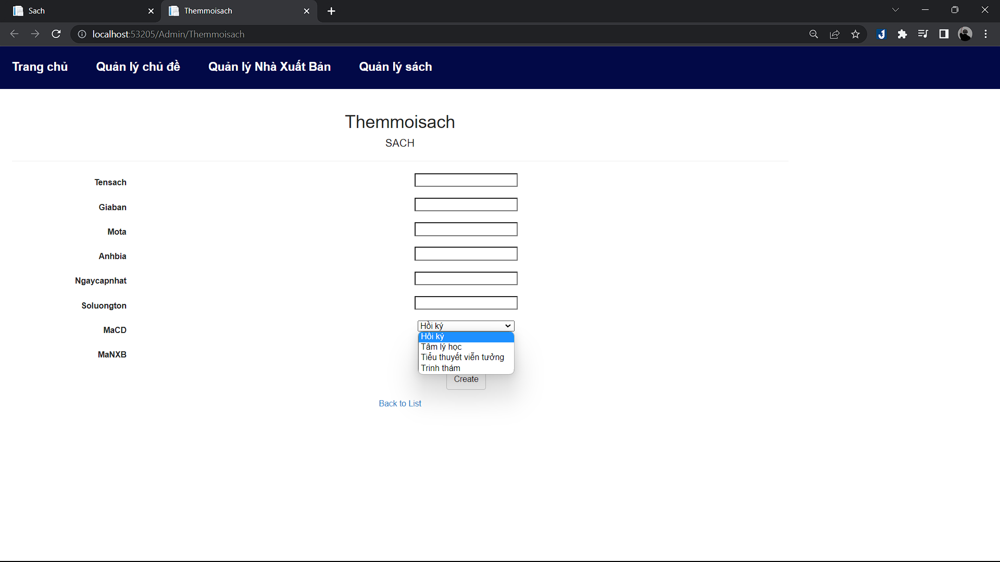 Sach
Themmoisach
localhost:53205/Admin/Themmoisach
Trang chủ Quản lý chủ đề Quản lý Nhà Xuất Bản Quản lý sách
Themmoisach
SACH
Tensach
Giaban
Mota
Anhbia
Ngaycapnhat
Soluongton
MaCD Hồi ký
Hồi ký
Tâm lý học
MaNXB Tiểu thuyết viễn tưởng
Trinh thám
Create
Back to List